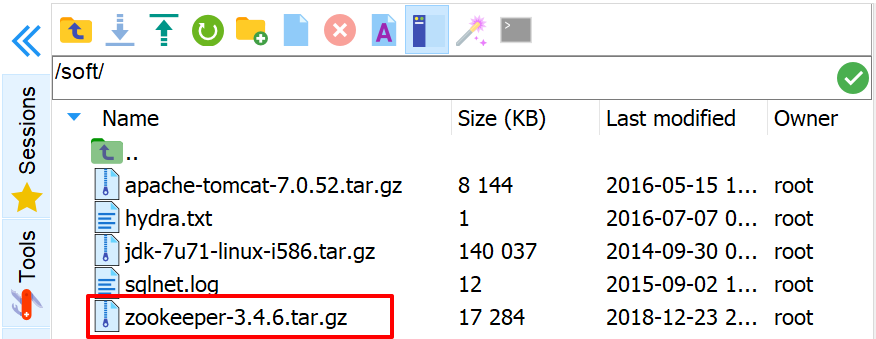 /soft/
Name Size (KB) Last modified Owner
..
apache-tomcat-7.0.52.tar.gz 8 144 2016-05-15 1... root
hydra.txt 1 2016-07-07 0... root
jdk-7u71-linux-i586.tar.gz 140 037 2014-09-30 0... root
sqlnet.log 12 2015-09-02 1... root
zookeeper-3.4.6.tar.gz 17 284 2018-12-23 2... root
Sessions
Tools
A